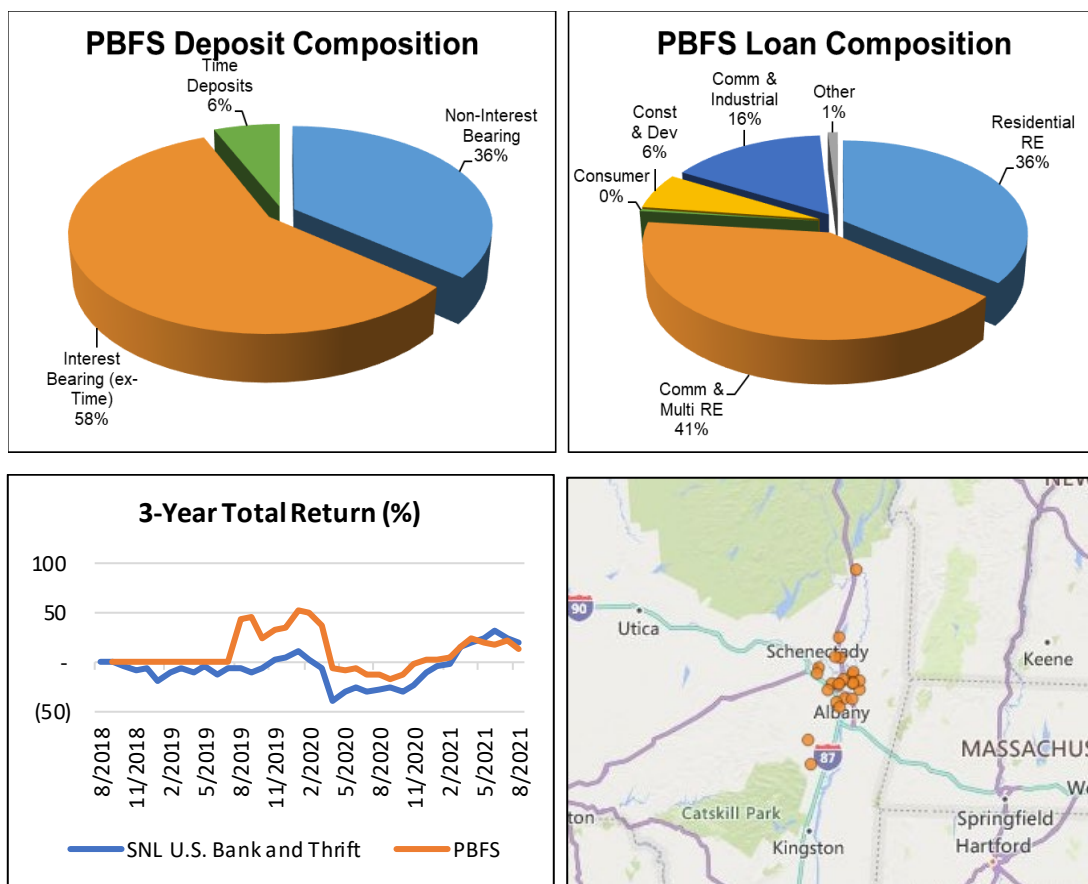 PBFS Deposit Composition
Time
Deposits
6%
Non-Interest
Bearing
36%
Interest
Bearing (ex-
Time)
58%
PBFS Loan Composition
Comm &
Industrial
16%
Other
1%
Const
& Dev
6%
Residential
RE
36%
Consumer
0%
Comm &
Multi RE
41%
3-Year Total Return (%)
100
50
-
(50)
8/2018
11/2018
2/2019
5/2019
8/2019
11/2019
2/2020
5/2020
8/2020
11/2020
2/2021
5/2021
8/2021
SNL U.S. Bank and Thrift
PBFS
90
Utica
Schenectady
Keene
Albany
87
MASSACHUS
Catskill Park
Springfield
Hartford
Kingston
ton